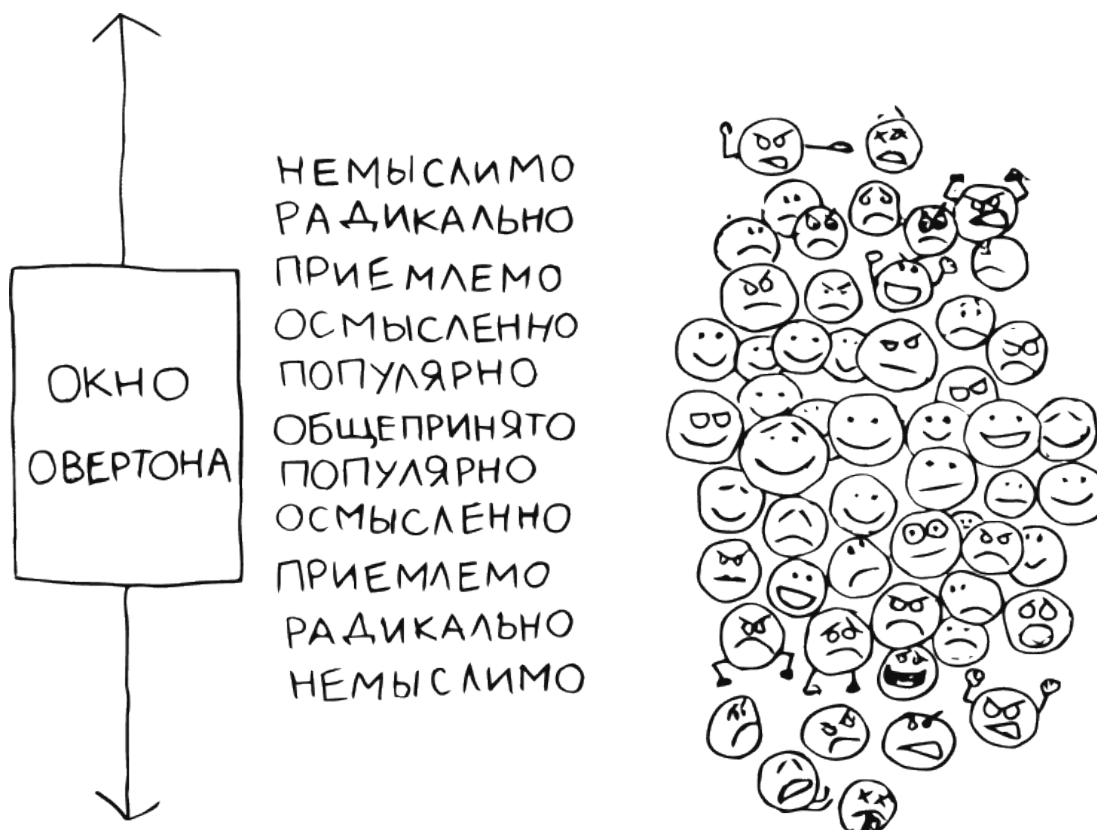 НЕМЫСЛИМО
РАДИКАЛЬНО
ПРИЕМЛЕМО
ОСМЫСЛЕННО
ПОПУЛЯРНО
ОБЩЕПРИНЯТО
ПОПУЛЯРНО
ОСМЫСЛЕННО
ПРИЕМЛЕМО
РАДИКАЛЬНО
НЕМЫСЛИМО
ОКНО
ОВЕРТОНА